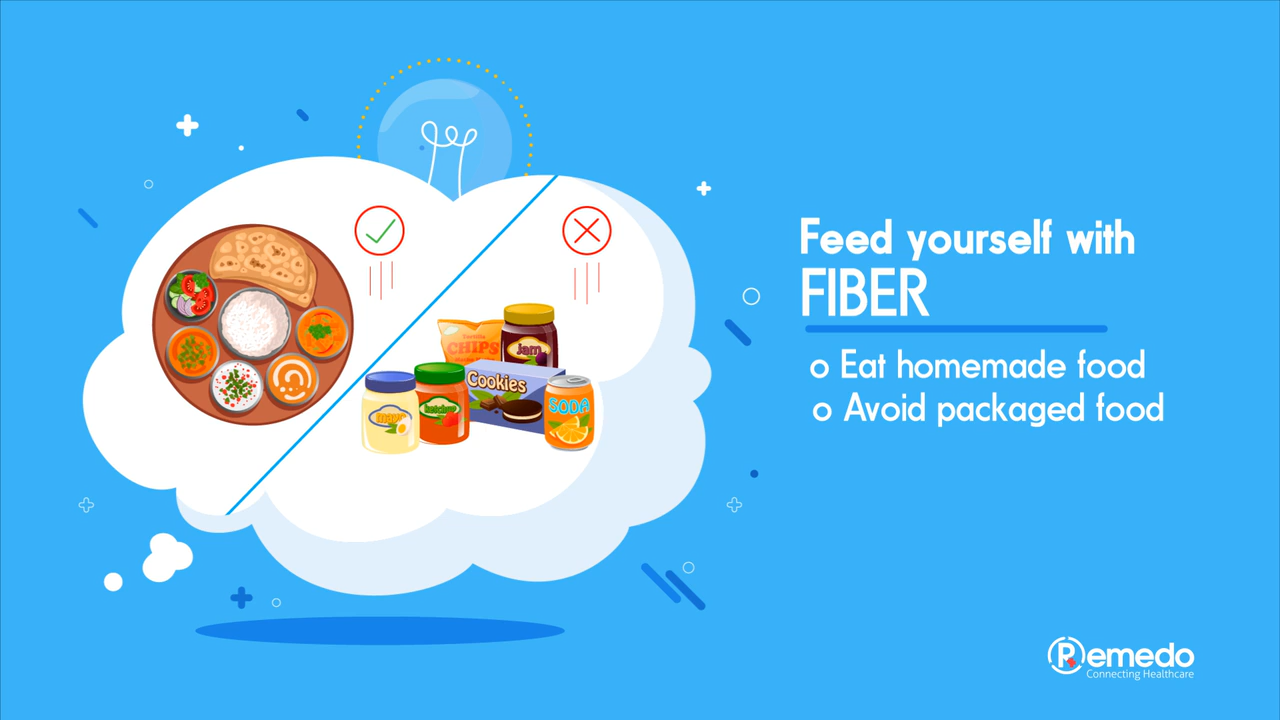 Feed yourself with
FIBER
o Eat homemade food
o Avoid packaged food
CHIPS
Jam
Cookies
mayo
ketchup
SODA
Remedo
Connecting Healthcare